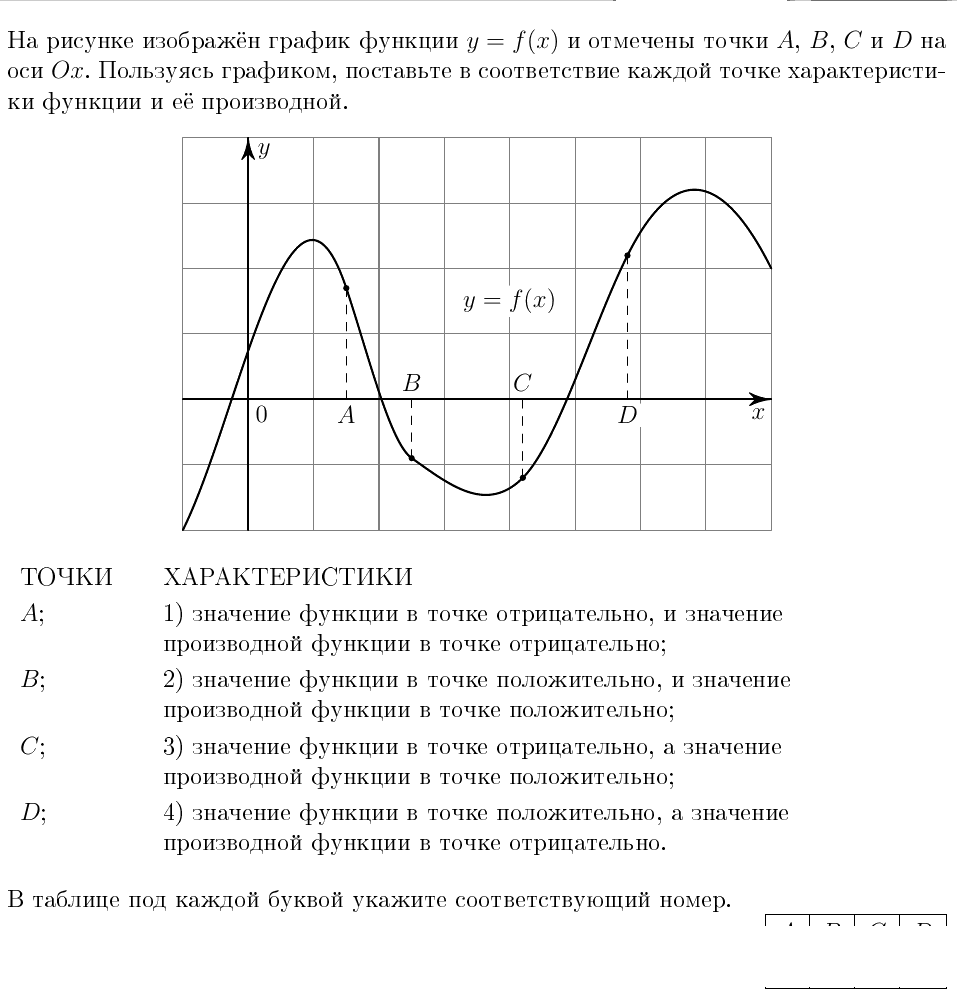 На рисунке изображён график функции y = f(x) и отмечены точки A, B, C и D на
оси Ox. Пользуясь графиком, поставьте в соответствие каждой точке характеристи-
ки функции и её производной.
y
y = f(x)
B
C
0
A
D
x
ТОЧКИ ХАРАКТЕРИСТИКИ
A; 1) значение функции в точке отрицательно, и значение
производной функции в точке отрицательно;
B; 2) значение функции в точке положительно, и значение
производной функции в точке положительно;
C; 3) значение функции в точке отрицательно, а значение
производной функции в точке положительно;
D; 4) значение функции в точке положительно, а значение
производной функции в точке отрицательно.
В таблице под каждой буквой укажите соответствующий номер.